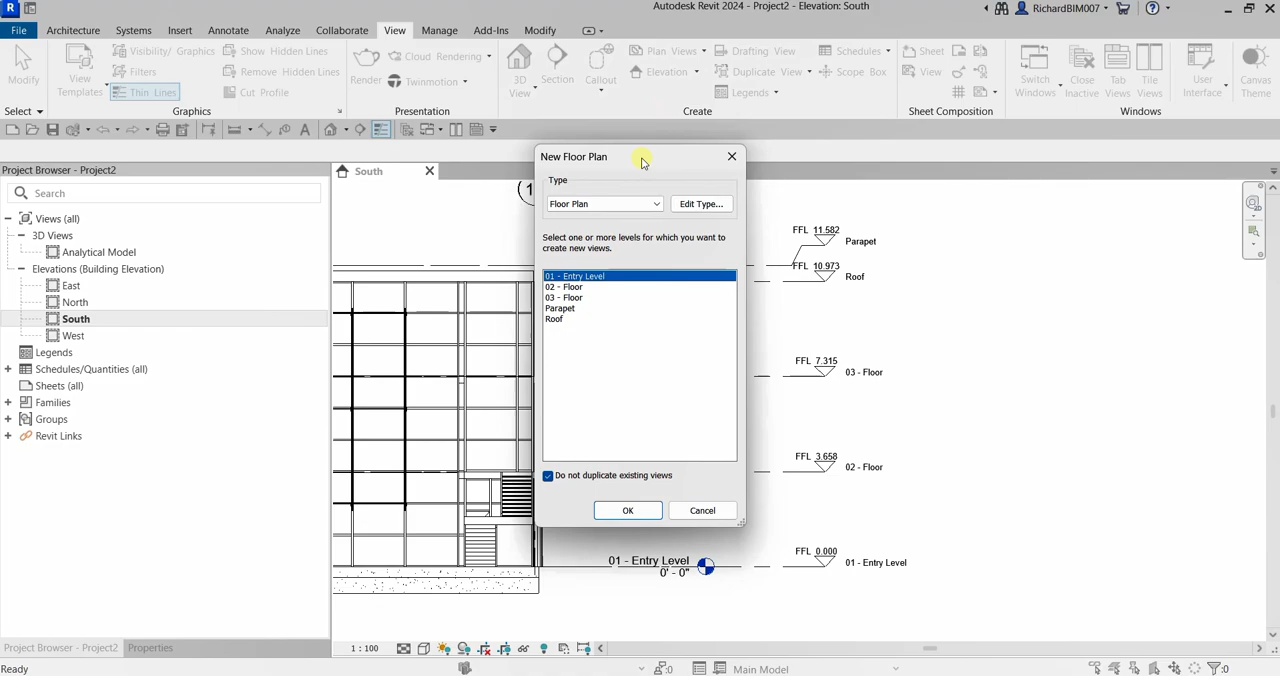 R Autodesk Revit 2024 - Project2 - Elevation: South RichardBIM007
File Architecture Systems Insert Annotate Analyze Collaborate View Manage Add-Ins Modify
Modify View Templates Visibility/ Graphics Show Hidden Lines Render Cloud Rendering 3D View Section Callout Plan Views Drafting View Schedules Sheet Switch Windows Close Inactive Tab Views Tile Views User Interface Canvas Theme
Filters Remove Hidden Lines Twinmotion Elevation Duplicate View Scope Box View
Thin Lines Cut Profile Legends
Select Graphics Presentation Create Sheet Composition Windows
Project Browser - Project2
South
Search
Views (all)
3D Views
Analytical Model
Elevations (Building Elevation)
East
North
South
West
Legends
Schedules/Quantities (all)
Sheets (all)
Families
Groups
Revit Links
Project Browser - Project2 Properties
New Floor Plan
Type
Floor Plan Edit Type...
Select one or more levels for which you want to
create new views.
01 - Entry Level
02 - Floor
03 - Floor
Parapet
Roof
Do not duplicate existing views
OK Cancel
1
FFL 11.582 Parapet
FFL 10.973 Roof
FFL 7.315 03 - Floor
FFL 3.658 02 - Floor
FFL 0.000 01 - Entry Level
01 - Entry Level
0' - 0"
1 : 100
Ready :0 Main Model :0